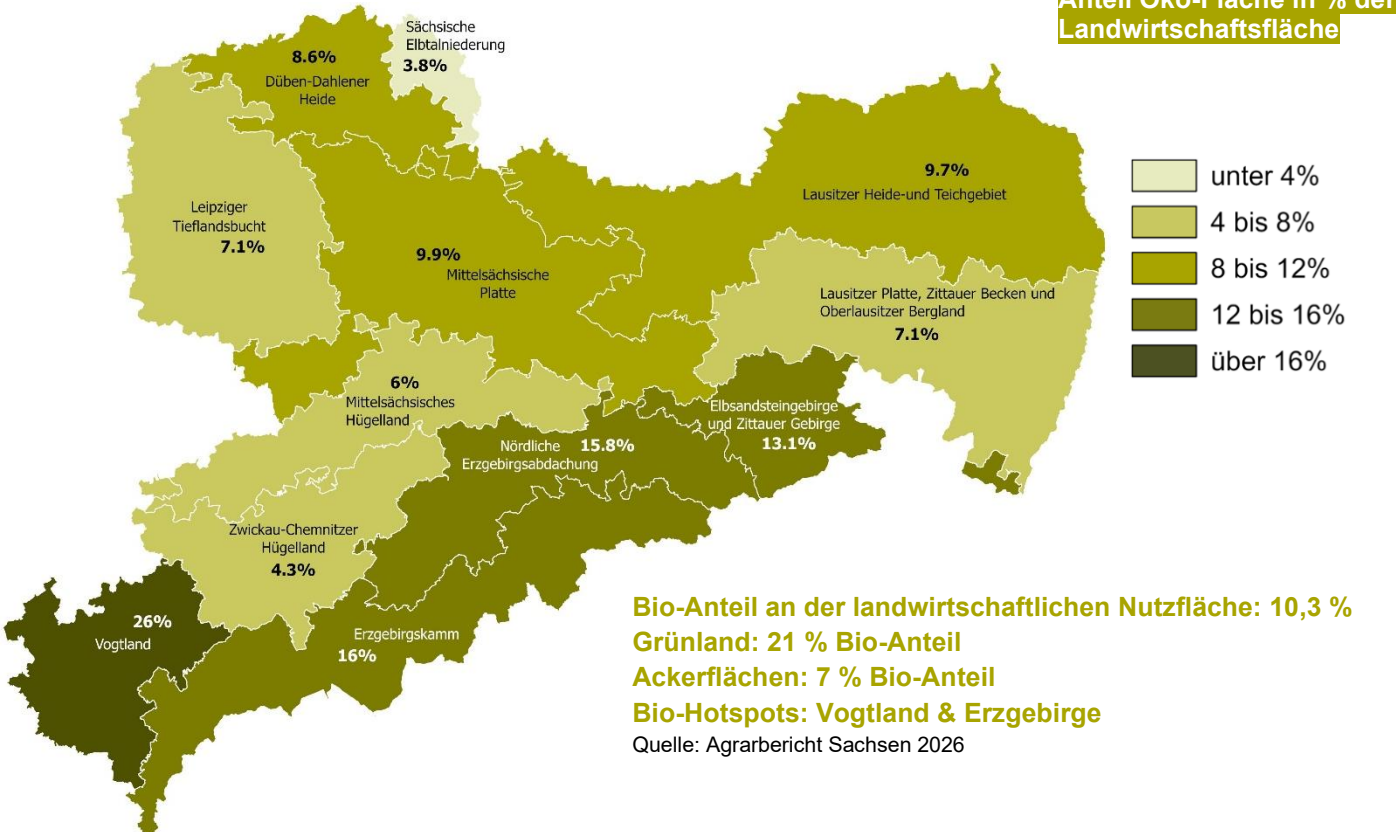 Anteil Öko-Fläche in % der
Landwirtschaftsfläche
Sächsische
Elbtalniederung
3.8%
8.6%
Düben-Dahlener
Heide
9.7%
Lausitzer Heide-und Teichgebiet
Leipziger
Tieflandsbucht
7.1%
9.9%
Mittelsächsische
Platte
Lausitzer Platte, Zittauer Becken und
Oberlausitzer Bergland
7.1%
6%
Mittelsächsisches
Hügelland
Elbsandsteingebirge
und Zittauer Gebirge
13.1%
Nördliche 15.8%
Erzgebirgsabdachung
Zwickau-Chemnitzer
Hügelland
4.3%
26%
Vogtland
Erzgebirgskamm
16%
unter 4%
4 bis 8%
8 bis 12%
12 bis 16%
über 16%
Bio-Anteil an der landwirtschaftlichen Nutzfläche: 10,3 %
Grünland: 21 % Bio-Anteil
Ackerflächen: 7 % Bio-Anteil
Bio-Hotspots: Vogtland & Erzgebirge
Quelle: Agrarbericht Sachsen 2026